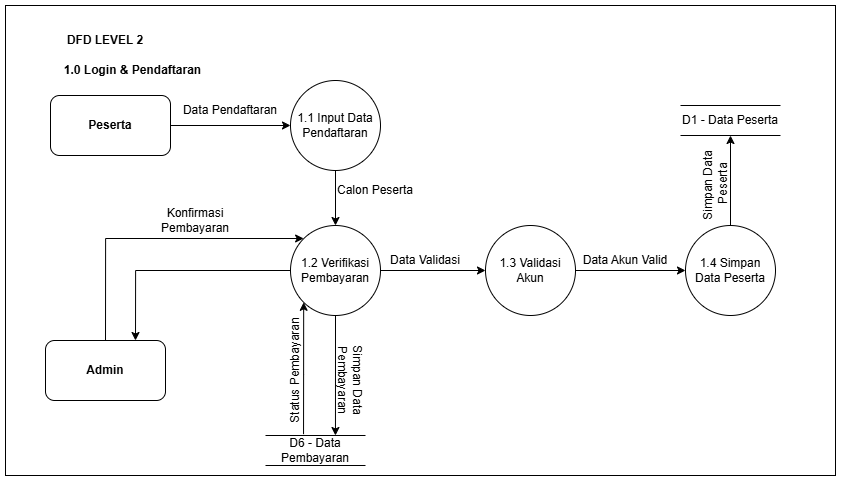 DFD LEVEL 2
1.0 Login & Pendaftaran
Peserta
Data Pendaftaran
1.1 Input Data
Pendaftaran
D1 - Data Peserta
Simpan Data
Peserta
Calon Peserta
Konfirmasi
Pembayaran
1.2 Verifikasi
Pembayaran
Data Validasi
1.3 Validasi
Akun
Data Akun Valid
1.4 Simpan
Data Peserta
Admin
Status Pembayaran
Simpan Data
Pembayaran
D6 - Data
Pembayaran